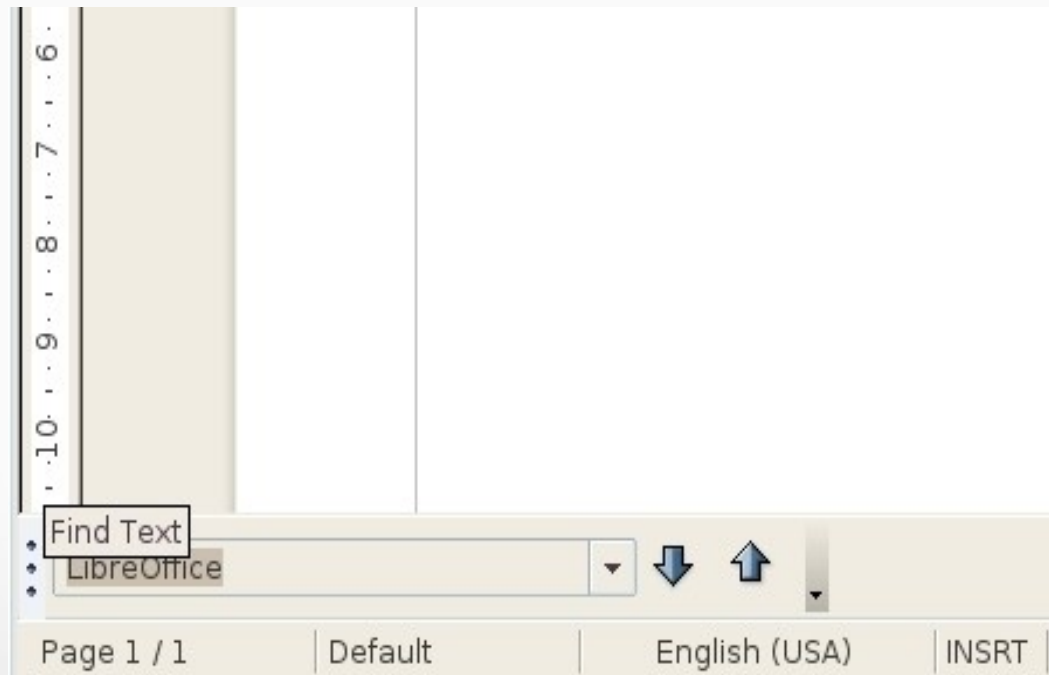 6
7
8
9
10
Find Text
LibreOffice
Page 1 / 1
Default
English (USA)
INSRT